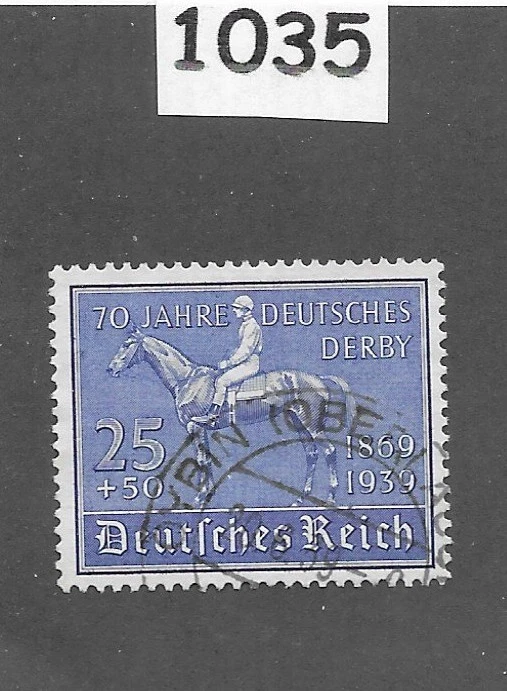 1035
70 JAHRE DEUTSCHES
DERBY
25
+50
1869
1939
Deutsches Reich